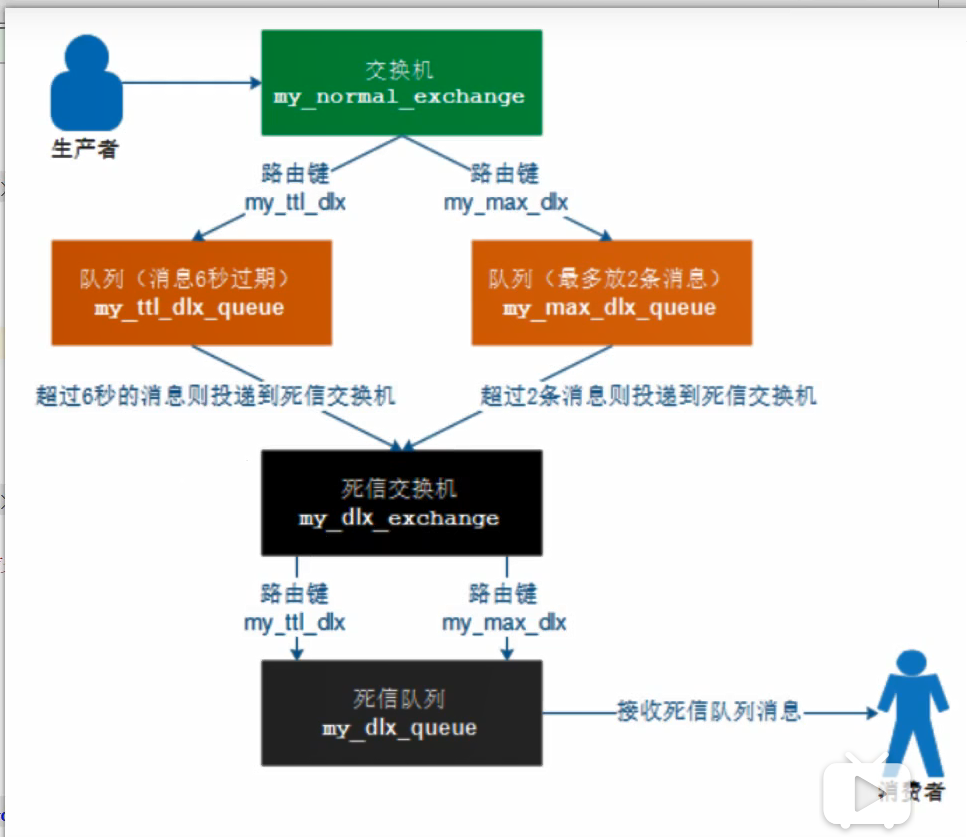 交换机
my_normal_exchange
生产者
路由键
my_ttl_dlx
路由键
my_max_dlx
队列（消息6秒过期）
my_ttl_dlx_queue
队列（最多放2条消息）
my_max_dlx_queue
超过6秒的消息则投递到死信交换机
超过2条消息则投递到死信交换机
死信交换机
my_dlx_exchange
路由键
my_ttl_dlx
路由键
my_max_dlx
死信队列
my_dlx_queue
接收死信队列消息
消费者